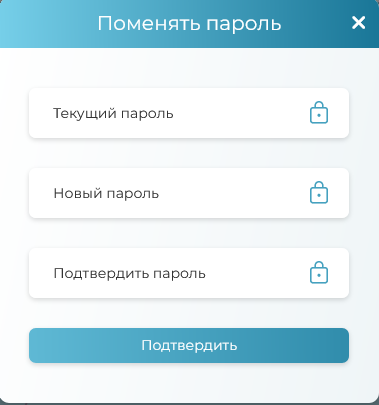 Поменять пароль
Текущий пароль
Новый пароль
Подтвердить пароль
Подтвердить